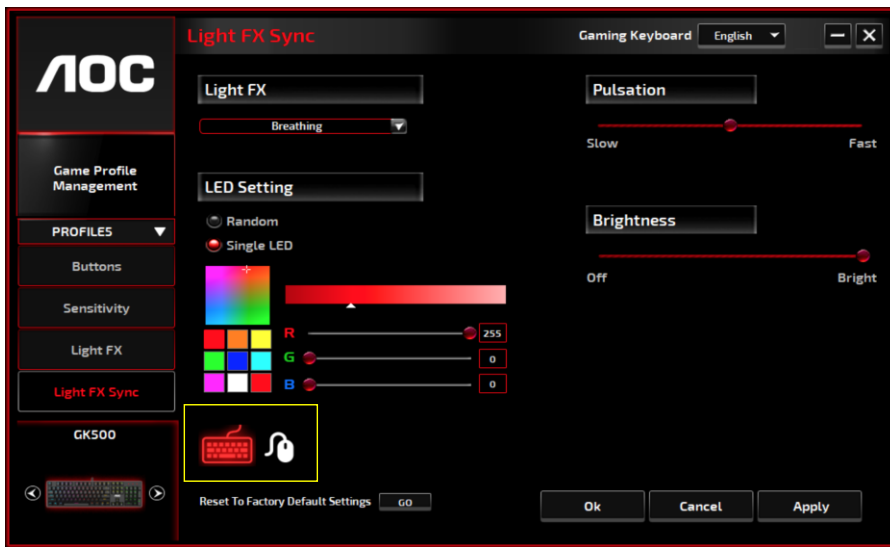 Light FX Sync
Gaming Keyboard English
AOC
Light FX
Pulsation
Breathing
Slow Fast
Game Profile
Management
LED Setting
PROFILES
Random
Brightness
Single LED
Buttons
Off Bright
Sensitivity
R 255
Light FX
G 0
B 0
Light FX Sync
GK500
Reset To Factory Default Settings GO
Ok Cancel Apply